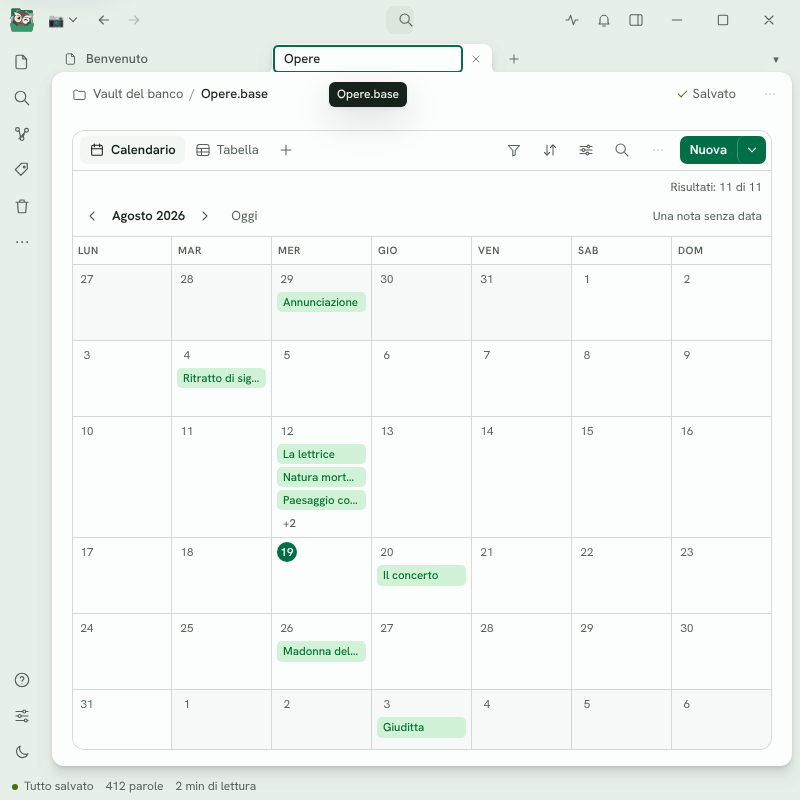 Benvenuto
Opere
Vault del banco / Opere.base
Opere.base
Salvato
Calendario
Tabella
Nuova
Risultati: 11 di 11
Agosto 2026
Oggi
Una nota senza data
LUN MAR MER GIO VEN SAB DOM
27 28 29 30 31 1 2
Annunciazione
3 4 5 6 7 8 9
Ritratto di sig...
10 11 12 13 14 15 16
La lettrice
Natura mort...
Paesaggio co...
+2
17 18 19 20 21 22 23
Il concerto
24 25 26 27 28 29 30
Madonna del...
31 1 2 3 4 5 6
Giuditta
Tutto salvato 412 parole 2 min di lettura